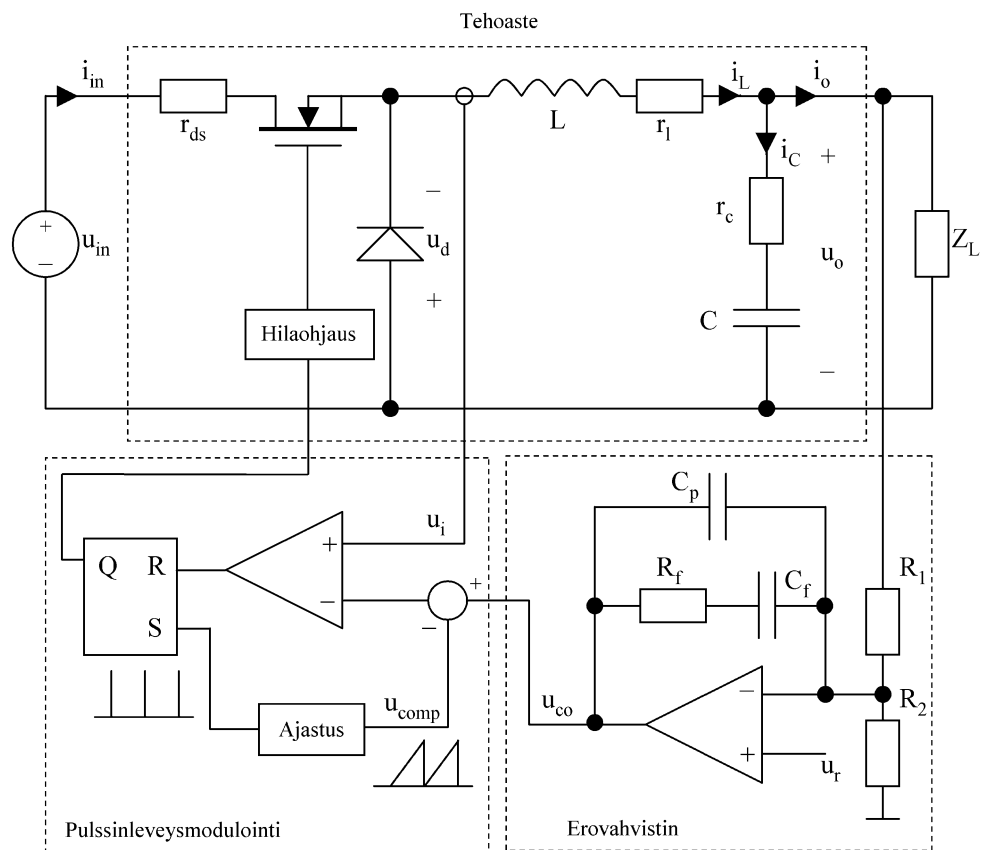 Tehoaste
i_in
r_ds
L
r_l
i_L
i_o
i_C
+
−
+
−
u_in
u_d
+
r_c
u_o
Z_L
C
−
Hilaohjaus
u_i
+
−
Q R
S
+
−
u_comp
Ajastus
Pulssinleveysmodulointi
C_p
R_f
C_f
R_1
R_2
u_co
−
+
u_r
Erovahvistin